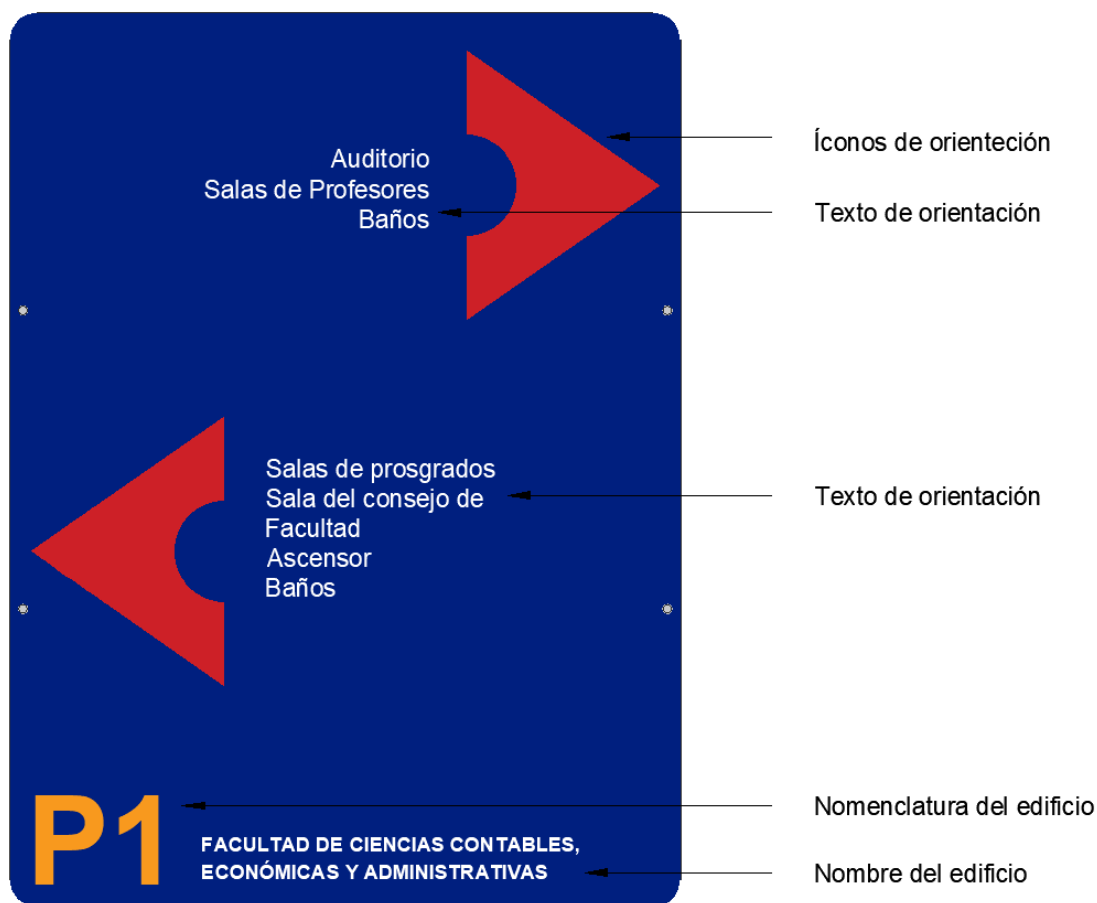 Auditorio
Salas de Profesores
Baños
Íconos de orienteción
Texto de orientación
Salas de prosgrados
Sala del consejo de
Facultad
Ascensor
Baños
Texto de orientación
P1
FACULTAD DE CIENCIAS CONTABLES,
ECONÓMICAS Y ADMINISTRATIVAS
Nomenclatura del edificio
Nombre del edificio